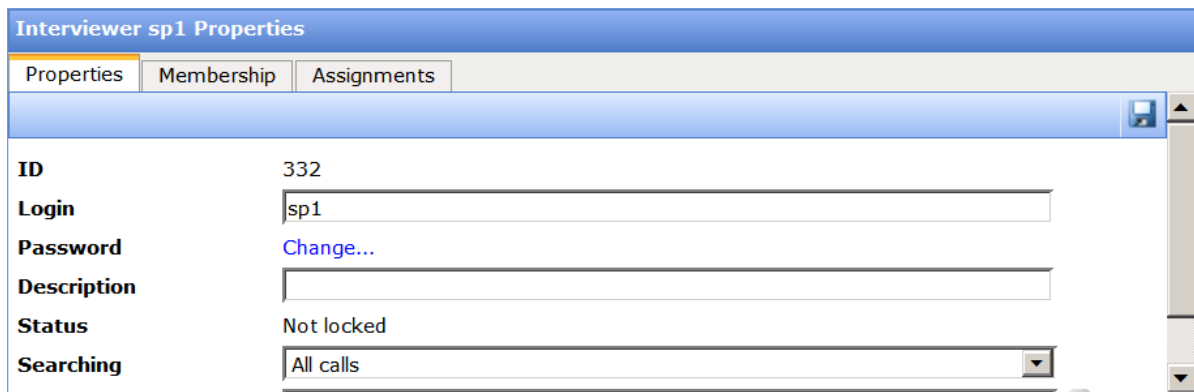 Interviewer sp1 Properties
Properties Membership Assignments
ID 332
Login sp1
Password Change...
Description
Status Not locked
Searching All calls